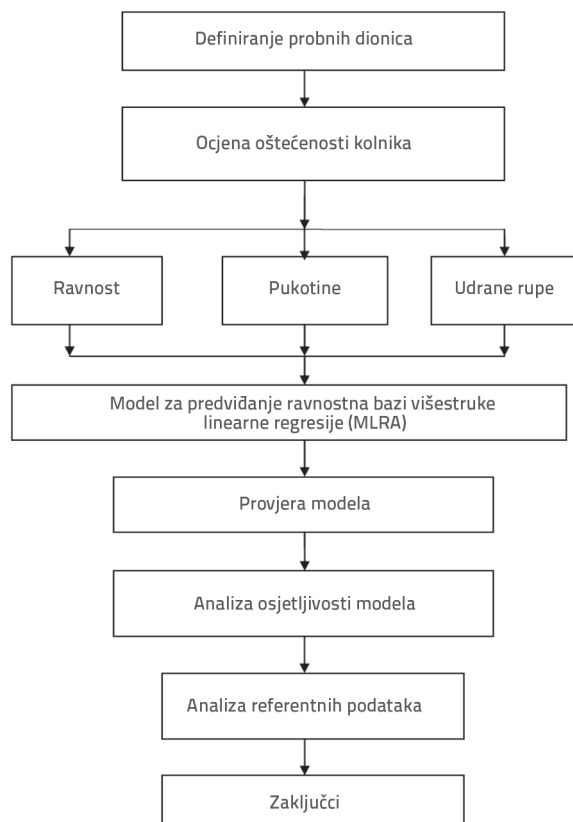 Definiranje probnih dionica
Ocjena oštećenosti kolnika
Ravnost
Pukotine
Udrane rupe
Model za predviđanje ravnostna bazi višestruke
linearne regresije (MLRA)
Provjera modela
Analiza osjetljivosti modela
Analiza referentnih podataka
Zaključci